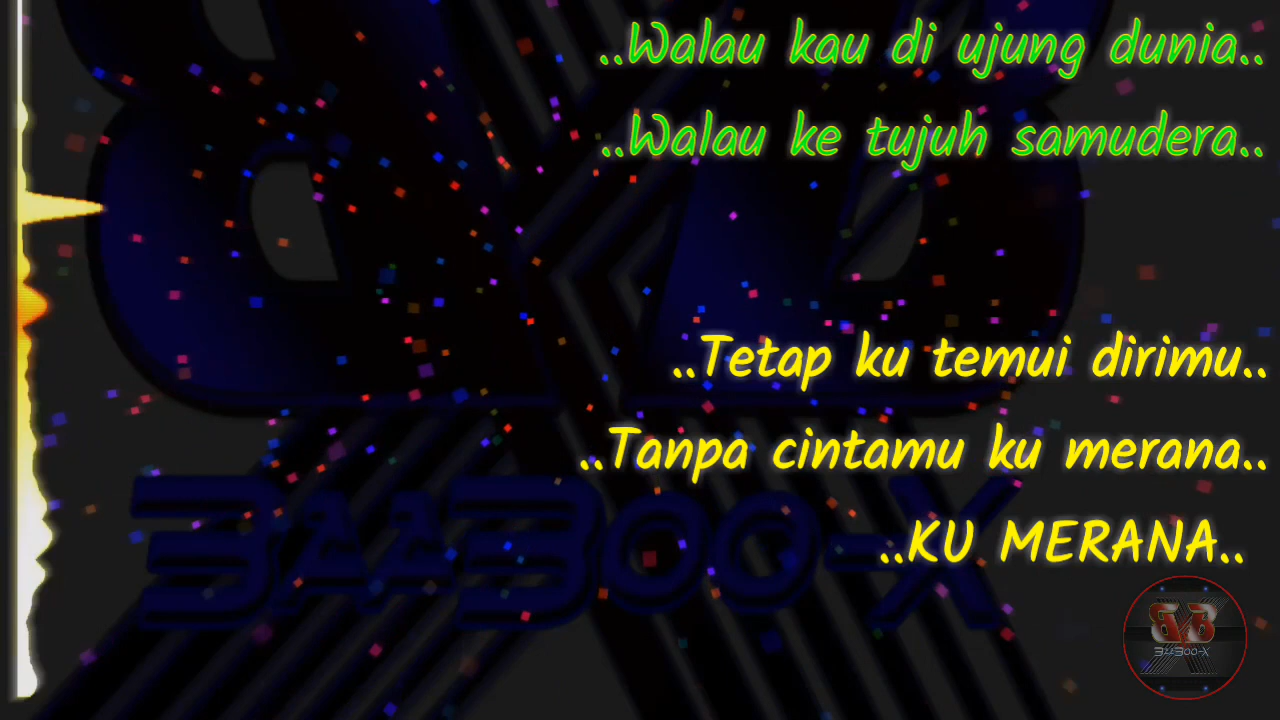 ..Walau kau di ujung dunia..
..Walau ke tujuh samudera..
..Tetap ku temui dirimu..
..Tanpa cintamu ku merana..
..KU MERANA..